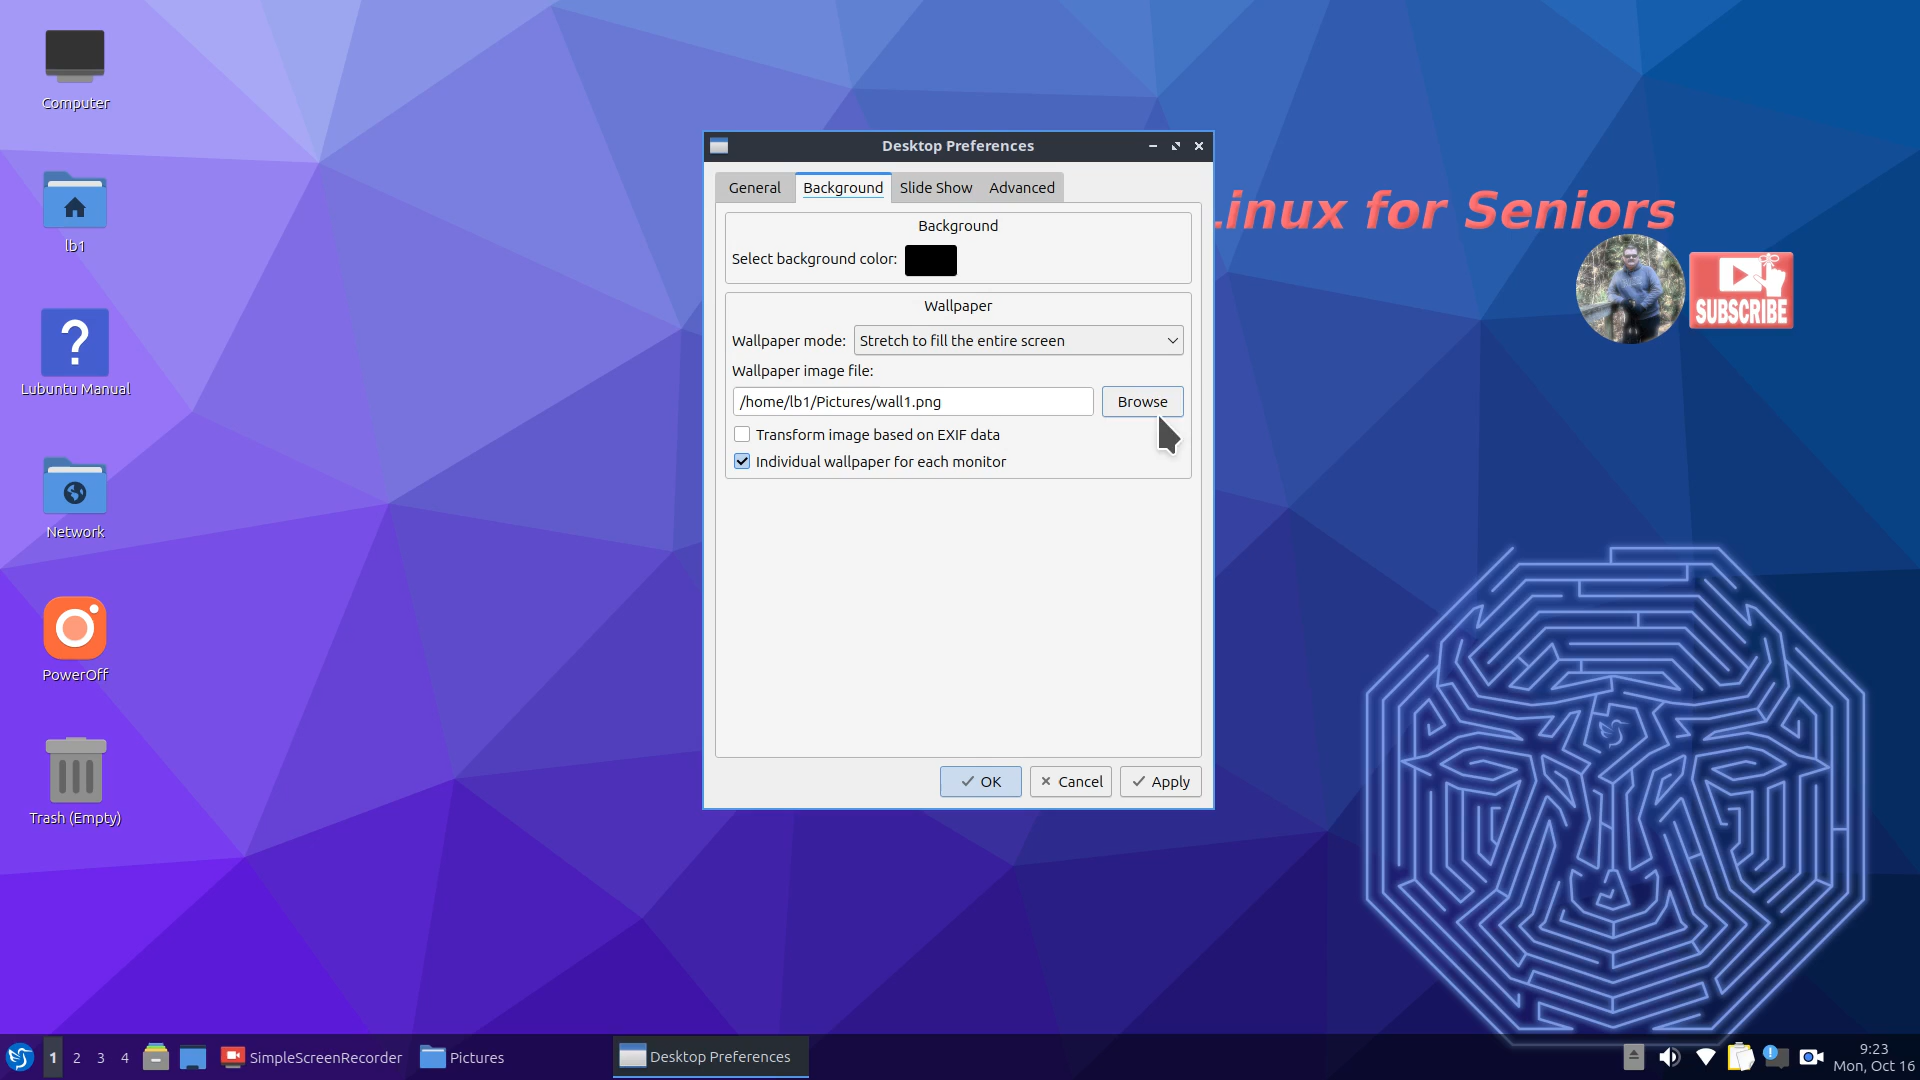 Computer
lb1
Lubuntu Manual
Network
PowerOff
Trash (Empty)
Desktop Preferences
General
Background
Slide Show
Advanced
Background
Select background color:
Wallpaper
Wallpaper mode: Stretch to fill the entire screen
Wallpaper image file:
/home/lb1/Pictures/wall1.png
Browse
Transform image based on EXIF data
Individual wallpaper for each monitor
OK
Cancel
Apply
Linux for Seniors
SUBSCRIBE
1 2 3 4
SimpleScreenRecorder
Pictures
Desktop Preferences
9:23
Mon, Oct 16